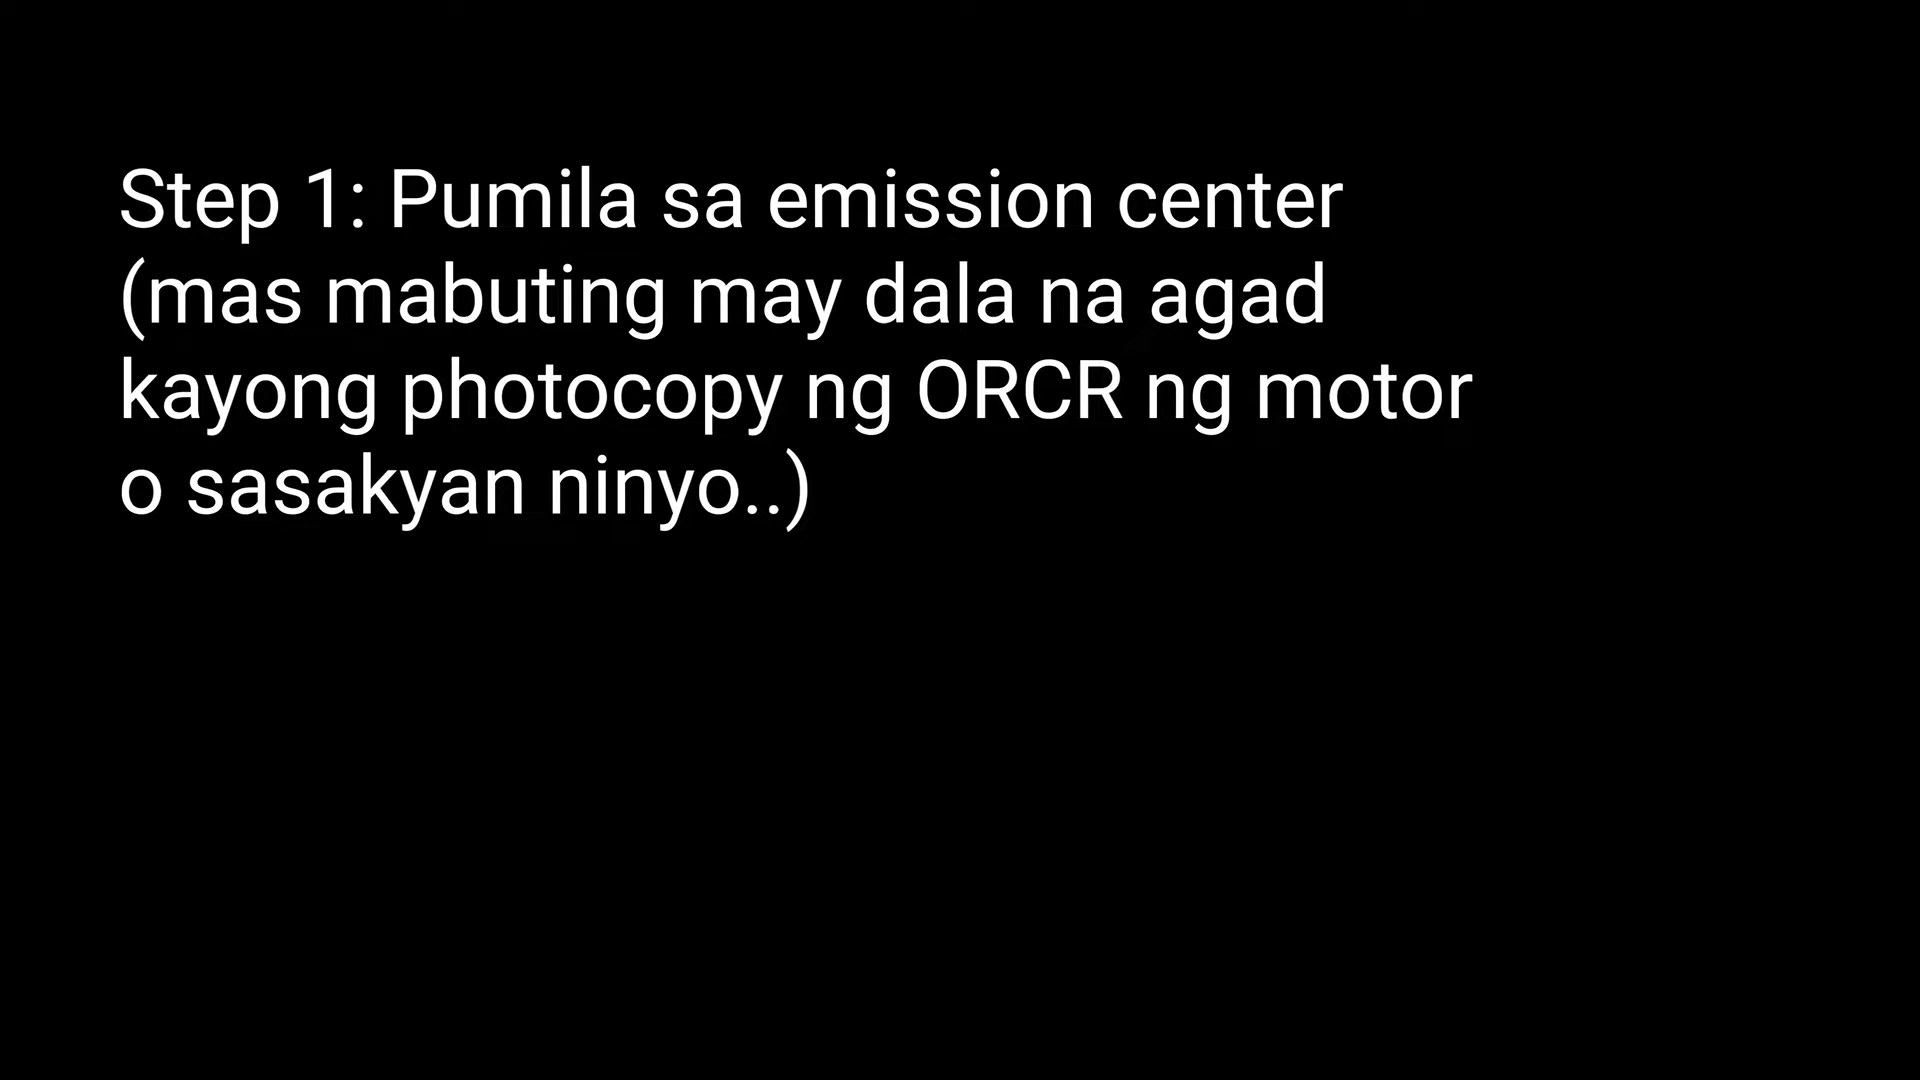 Step 1: Pumila sa emission center
(mas mabuting may dala na agad
kayong photocopy ng ORCR ng motor
o sasakyan ninyo..)